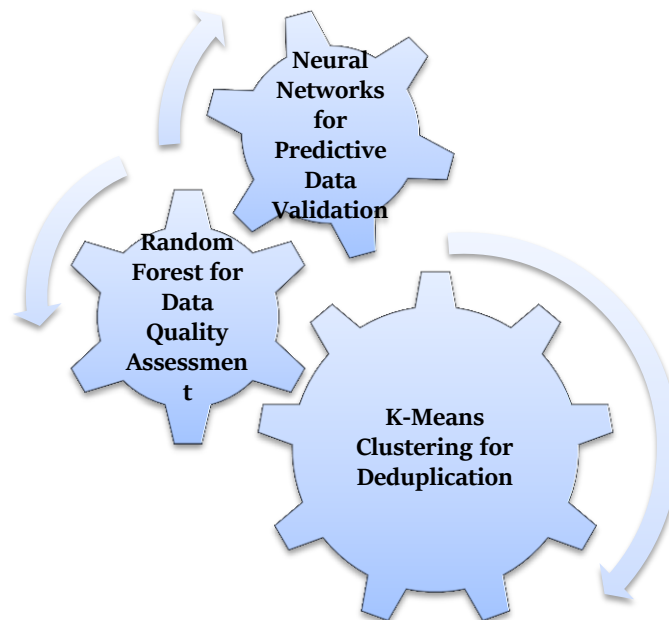 Neural
Networks
for
Predictive
Data
Validation
Random
Forest for
Data
Quality
Assessmen
t
K-Means
Clustering for
Deduplication